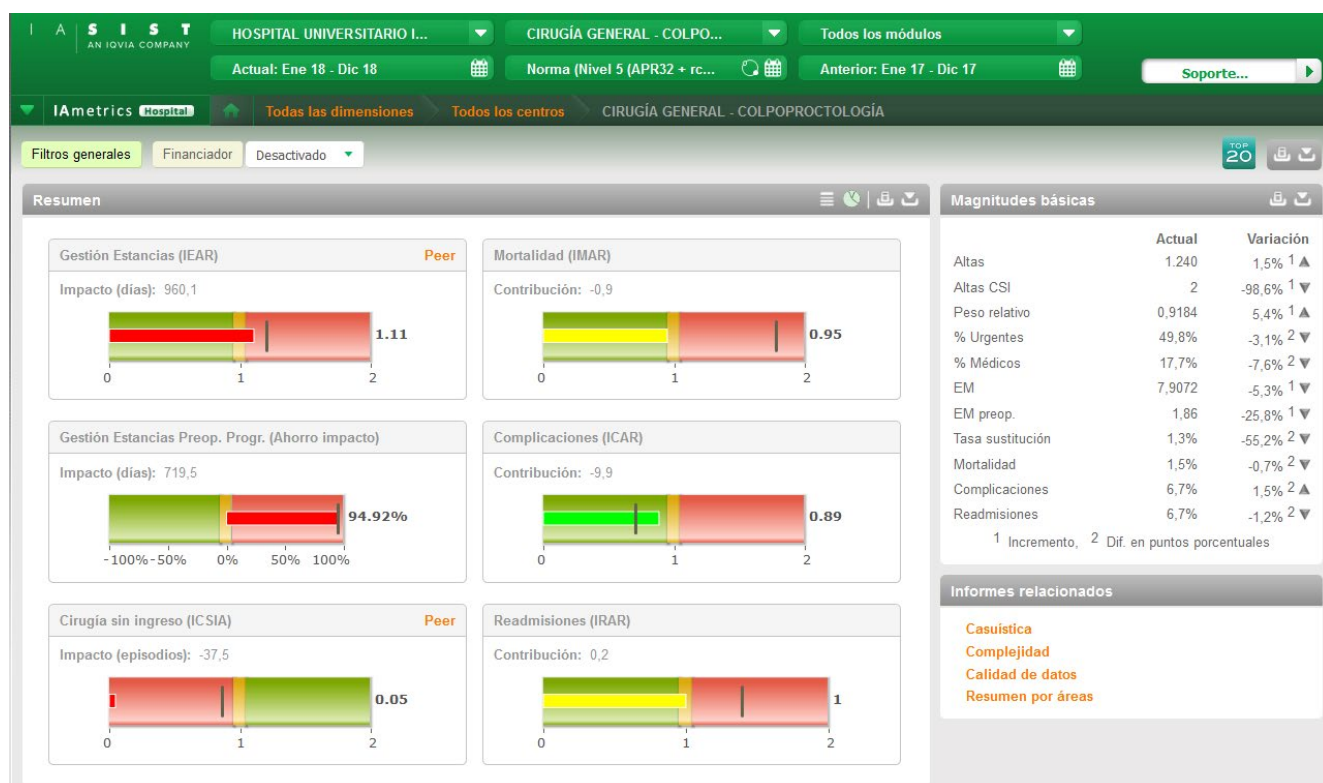 I A S I S T
AN IQVIA COMPANY
HOSPITAL UNIVERSITARIO I...
CIRUGÍA GENERAL - COLPO...
Todos los módulos
Actual: Ene 18 - Dic 18
Norma (Nivel 5 (APR32 + rc...
Anterior: Ene 17 - Dic 17
Soporte...
IAmetrics Hospital
Todas las dimensiones
Todos los centros
CIRUGÍA GENERAL - COLPOPROCTOLOGÍA
Filtros generales
Financiador
Desactivado
TOP 20
Resumen
Gestión Estancias (IEAR) Peer
Impacto (días): 960,1
1.11
0 1 2
Mortalidad (IMAR)
Contribución: -0,9
0.95
0 1 2
Gestión Estancias Preop. Progr. (Ahorro impacto)
Impacto (días): 719,5
94.92%
-100% -50% 0% 50% 100%
Complicaciones (ICAR)
Contribución: -9,9
0.89
0 1 2
Cirugía sin ingreso (ICSIA) Peer
Impacto (episodios): -37,5
0.05
0 1 2
Readmisiones (IRAR)
Contribución: 0,2
1
0 1 2
Magnitudes básicas
Actual Variación
Altas 1.240 1,5% 1
Altas CSI 2 -98,6% 1
Peso relativo 0,9184 5,4% 1
% Urgentes 49,8% -3,1% 2
% Médicos 17,7% -7,6% 2
EM 7,9072 -5,3% 1
EM preop. 1,86 -25,8% 1
Tasa sustitución 1,3% -55,2% 2
Mortalidad 1,5% -0,7% 2
Complicaciones 6,7% 1,5% 2
Readmisiones 6,7% -1,2% 2
1 Incremento, 2 Dif. en puntos porcentuales
Informes relacionados
Casuística
Complejidad
Calidad de datos
Resumen por áreas